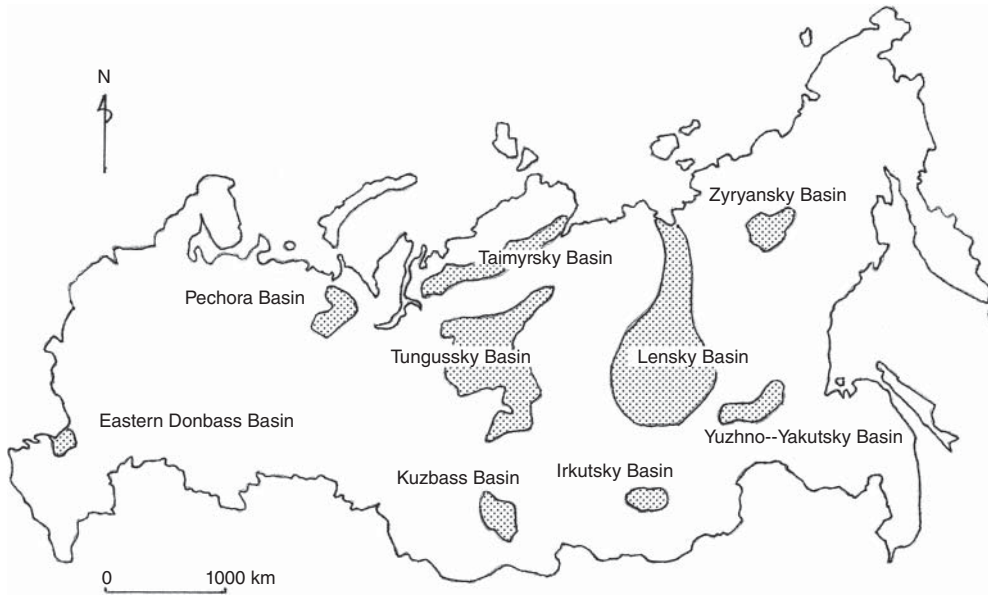 N
Zyryansky Basin
Taimyrsky Basin
Pechora Basin
Tungussky Basin
Lensky Basin
Eastern Donbass Basin
Yuzhno--Yakutsky Basin
Kuzbass Basin
Irkutsky Basin
0 1000 km